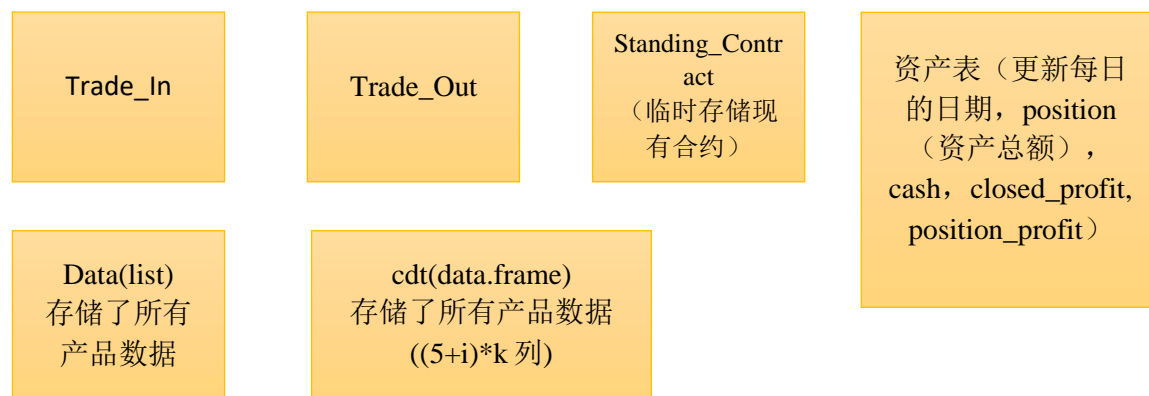 Trade_In
Trade_Out
Standing_Contr
act
（临时存储现
有合约）
资产表（更新每日
的日期，position
（资产总额），
cash，closed_profit,
position_profit）
Data(list)
存储了所有
产品数据
cdt(data.frame)
存储了所有产品数据
((5+i)*k 列)